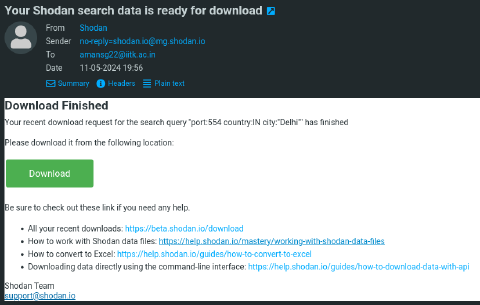 Your Shodan search data is ready for download
From Shodan
Sender no-reply=shodan.io@mg.shodan.io
To amansg22@iitk.ac.in
Date 11-05-2024 19:56
Summary Headers Plain text
Download Finished
Your recent download request for the search query "port:554 country:IN city:"Delhi"" has finished
Please download it from the following location:
Download
Be sure to check out these link if you need any help.
• All your recent downloads: https://beta.shodan.io/download
• How to work with Shodan data files: https://help.shodan.io/mastery/working-with-shodan-data-files
• How to convert to Excel: https://help.shodan.io/guides/how-to-convert-to-excel
• Downloading data directly using the command-line interface: https://help.shodan.io/guides/how-to-download-data-with-api
Shodan Team
support@shodan.io